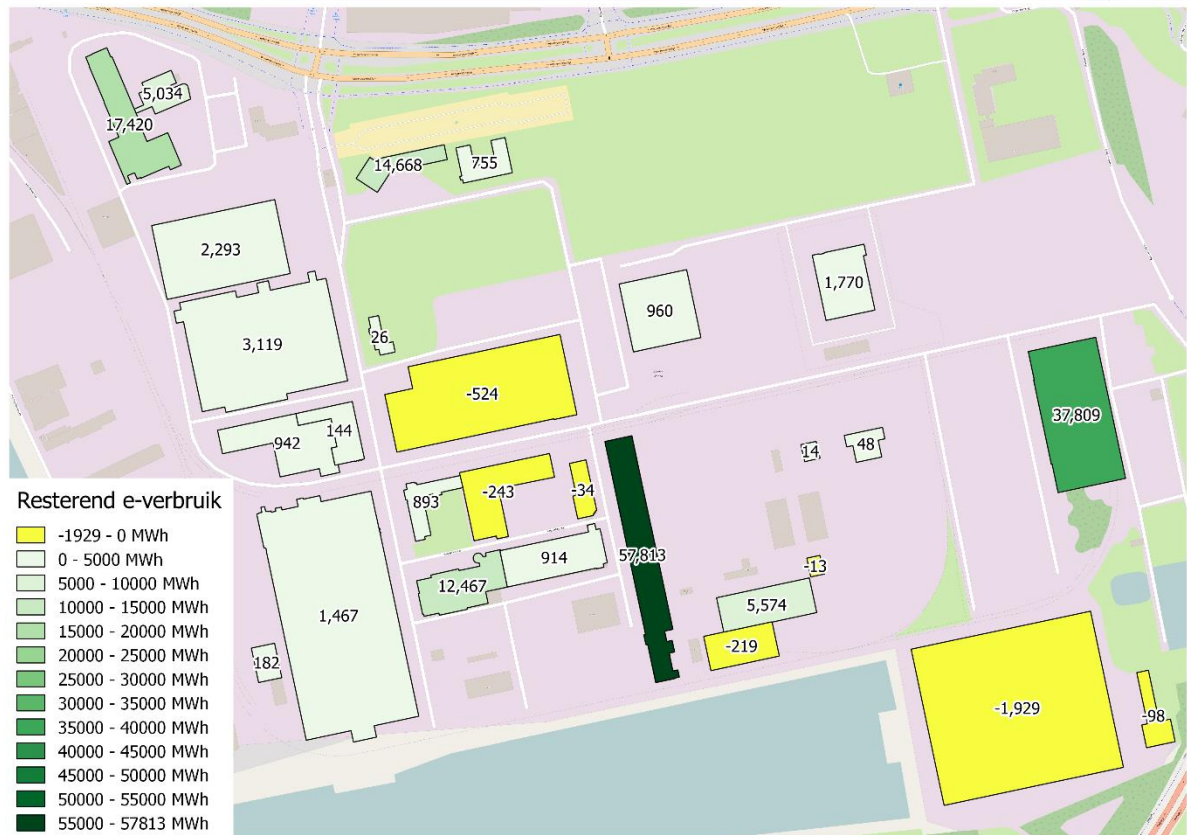 5,034
17,420
14,668
755
2,293
1,770
960
3,119
26
-524
37,809
942
144
14
48
893
-243
-34
57,813
914
12,467
-13
5,574
1,467
-219
182
-1,929
-98
Resterend e-verbruik
-1929 - 0 MWh
0 - 5000 MWh
5000 - 10000 MWh
10000 - 15000 MWh
15000 - 20000 MWh
20000 - 25000 MWh
25000 - 30000 MWh
30000 - 35000 MWh
35000 - 40000 MWh
40000 - 45000 MWh
45000 - 50000 MWh
50000 - 55000 MWh
55000 - 57813 MWh